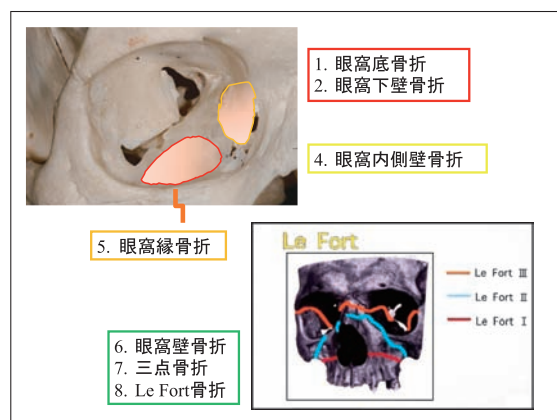 1. 眼窩底骨折
2. 眼窩下壁骨折
4. 眼窩内側壁骨折
5. 眼窩縁骨折
Le Fort
Le Fort Ⅲ
Le Fort Ⅱ
Le Fort Ⅰ
6. 眼窩壁骨折
7. 三点骨折
8. Le Fort骨折